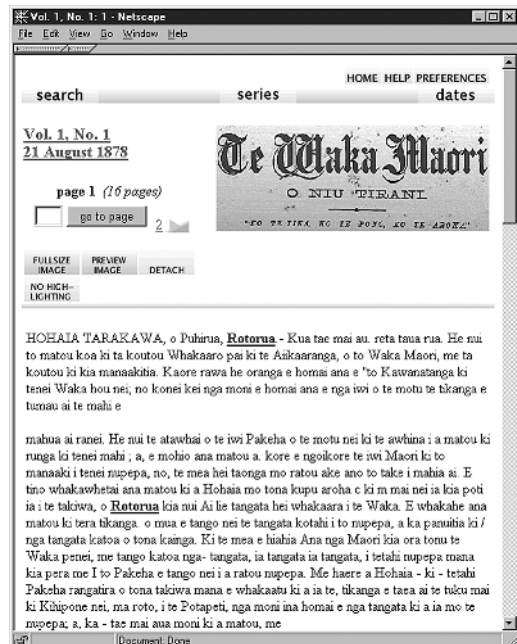 Vol. 1, No. 1: 1 - Netscape
File Edit View Go Window Help
HOME HELP PREFERENCES
search series dates
Vol. 1, No. 1
21 August 1878
page 1 (16 pages)
go to page 2
Te Waka Maori
O NIU TIRANI
"KO TE TIKA, KO TE PONO, KO TE AROHA"
FULLSIZE IMAGE
PREVIEW IMAGE
DETACH
NO HIGH-LIGHTING
HOHAIA TARAKAWA, o Puhirua, Rotorua.- Kua tae mai au. reta taua rua. He nui
to matou koa ki ta koutou Whakaaro pai ki te Aikaaranga, o to Waka Maori, me ta
koutou ki kia manaakitia. Kaore rawa he oranga e homai ana e "to Kawanatanga ki
tenei Waka hou nei; no konei kei nga moni e homai ana e nga iwi o te motu te tikanga e
tumau ai te mahi e
mahua ai ranei. He nui te atawhai o te iwi Pakeha o te motu nei ki te awhina i a matou ki
runga ki tenei mahi ; a, e mohio ana matou a. kore e ngoikore te iwi Maori ki to
manaaki i tenei nupepa, no, te mea hei taonga mo ratou ake ano to take i mahia ai. E
tino whakawhetai ana matou ki a Hohaia mo tona kupu aroha c ki m mai nei ia kia poti
ia i te takiwa, o Rotorua kia nui Ai lie tangata hei whakaara i te Waka. E whakahe ana
matou ki tera tikanga. o mua e tango nei te tangata kotahi i to nupepa, a ka panuitia ki /
nga tangata katoa o tona kainga. Ki te mea e hiahia Ana nga Maori kia ora tonu te
Waka penei, me tango katoa nga- tangata, ia tangata ia tangata, i tetahi nupepa mana
kia pera me I to Pakeha e tango nei i a ratou nupepa. Me haere a Hohaia - ki - tetahi
Pakeha rangatira o tona takiwa mana e whakaatu ki a ia te, tikanga e taea ai te tuku mai
ki Kihipone nei, ma roto, i te Potapeti, nga moni ina homai e nga tangata ki a ia mo te
nupepa; a, ka - tae mai aua moni ki a matou, me
Document: Done